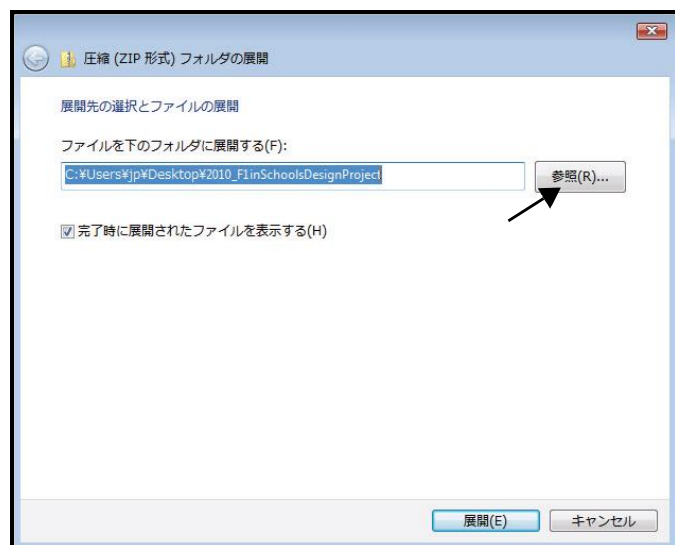 圧縮 (ZIP 形式) フォルダの展開
展開先の選択とファイルの展開
ファイルを下のフォルダに展開する(F):
C:¥Users¥jp¥Desktop¥2010_F1inSchoolsDesignProject
参照(R)...
完了時に展開されたファイルを表示する(H)
展開(E)
キャンセル